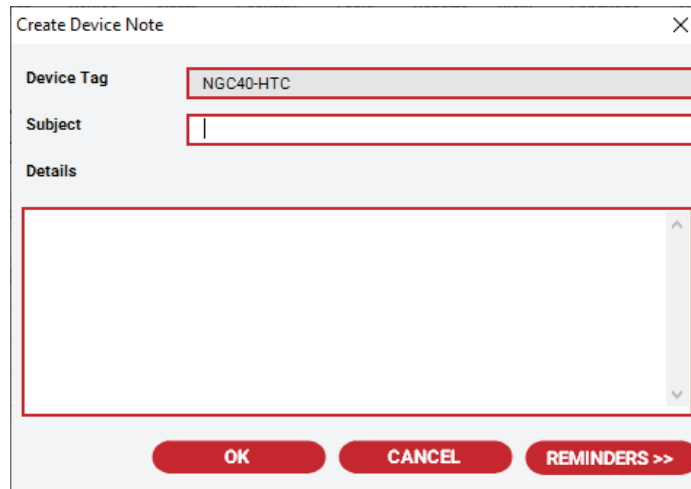 Create Device Note
Device Tag NGC40-HTC
Subject
Details
OK CANCEL REMINDERS >>